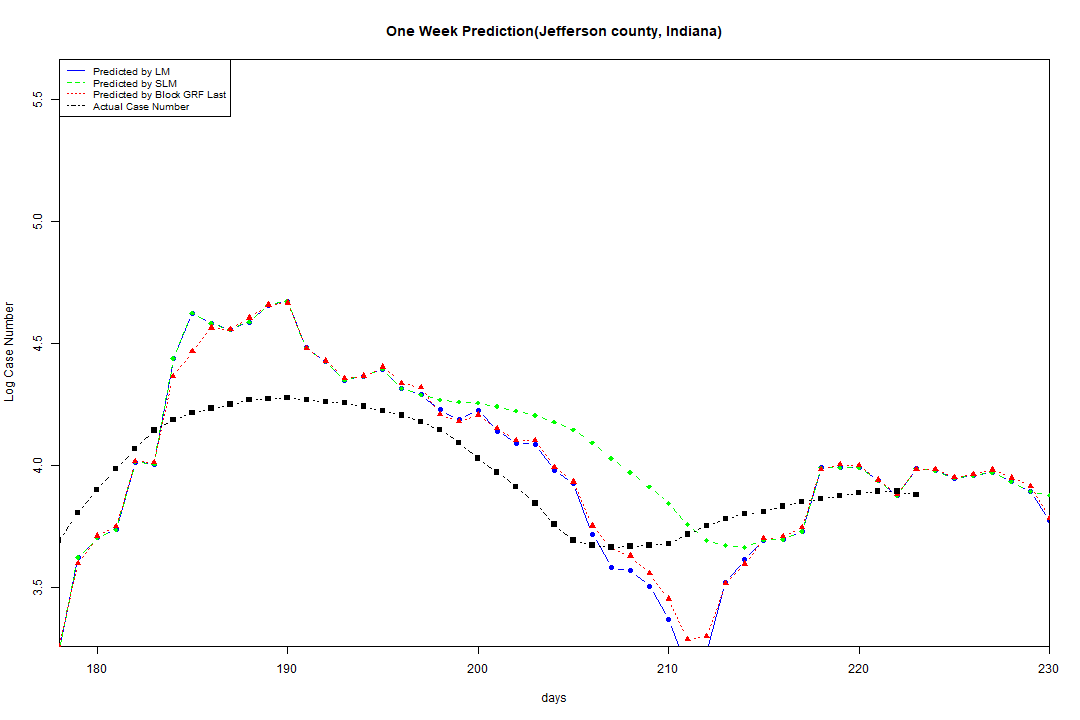 One Week Prediction(Jefferson county, Indiana)
Predicted by LM
Predicted by SLM
Predicted by Block GRF Last
Actual Case Number
5.5
5.0
4.5
4.0
3.5
Log Case Number
180 190 200 210 220 230
days